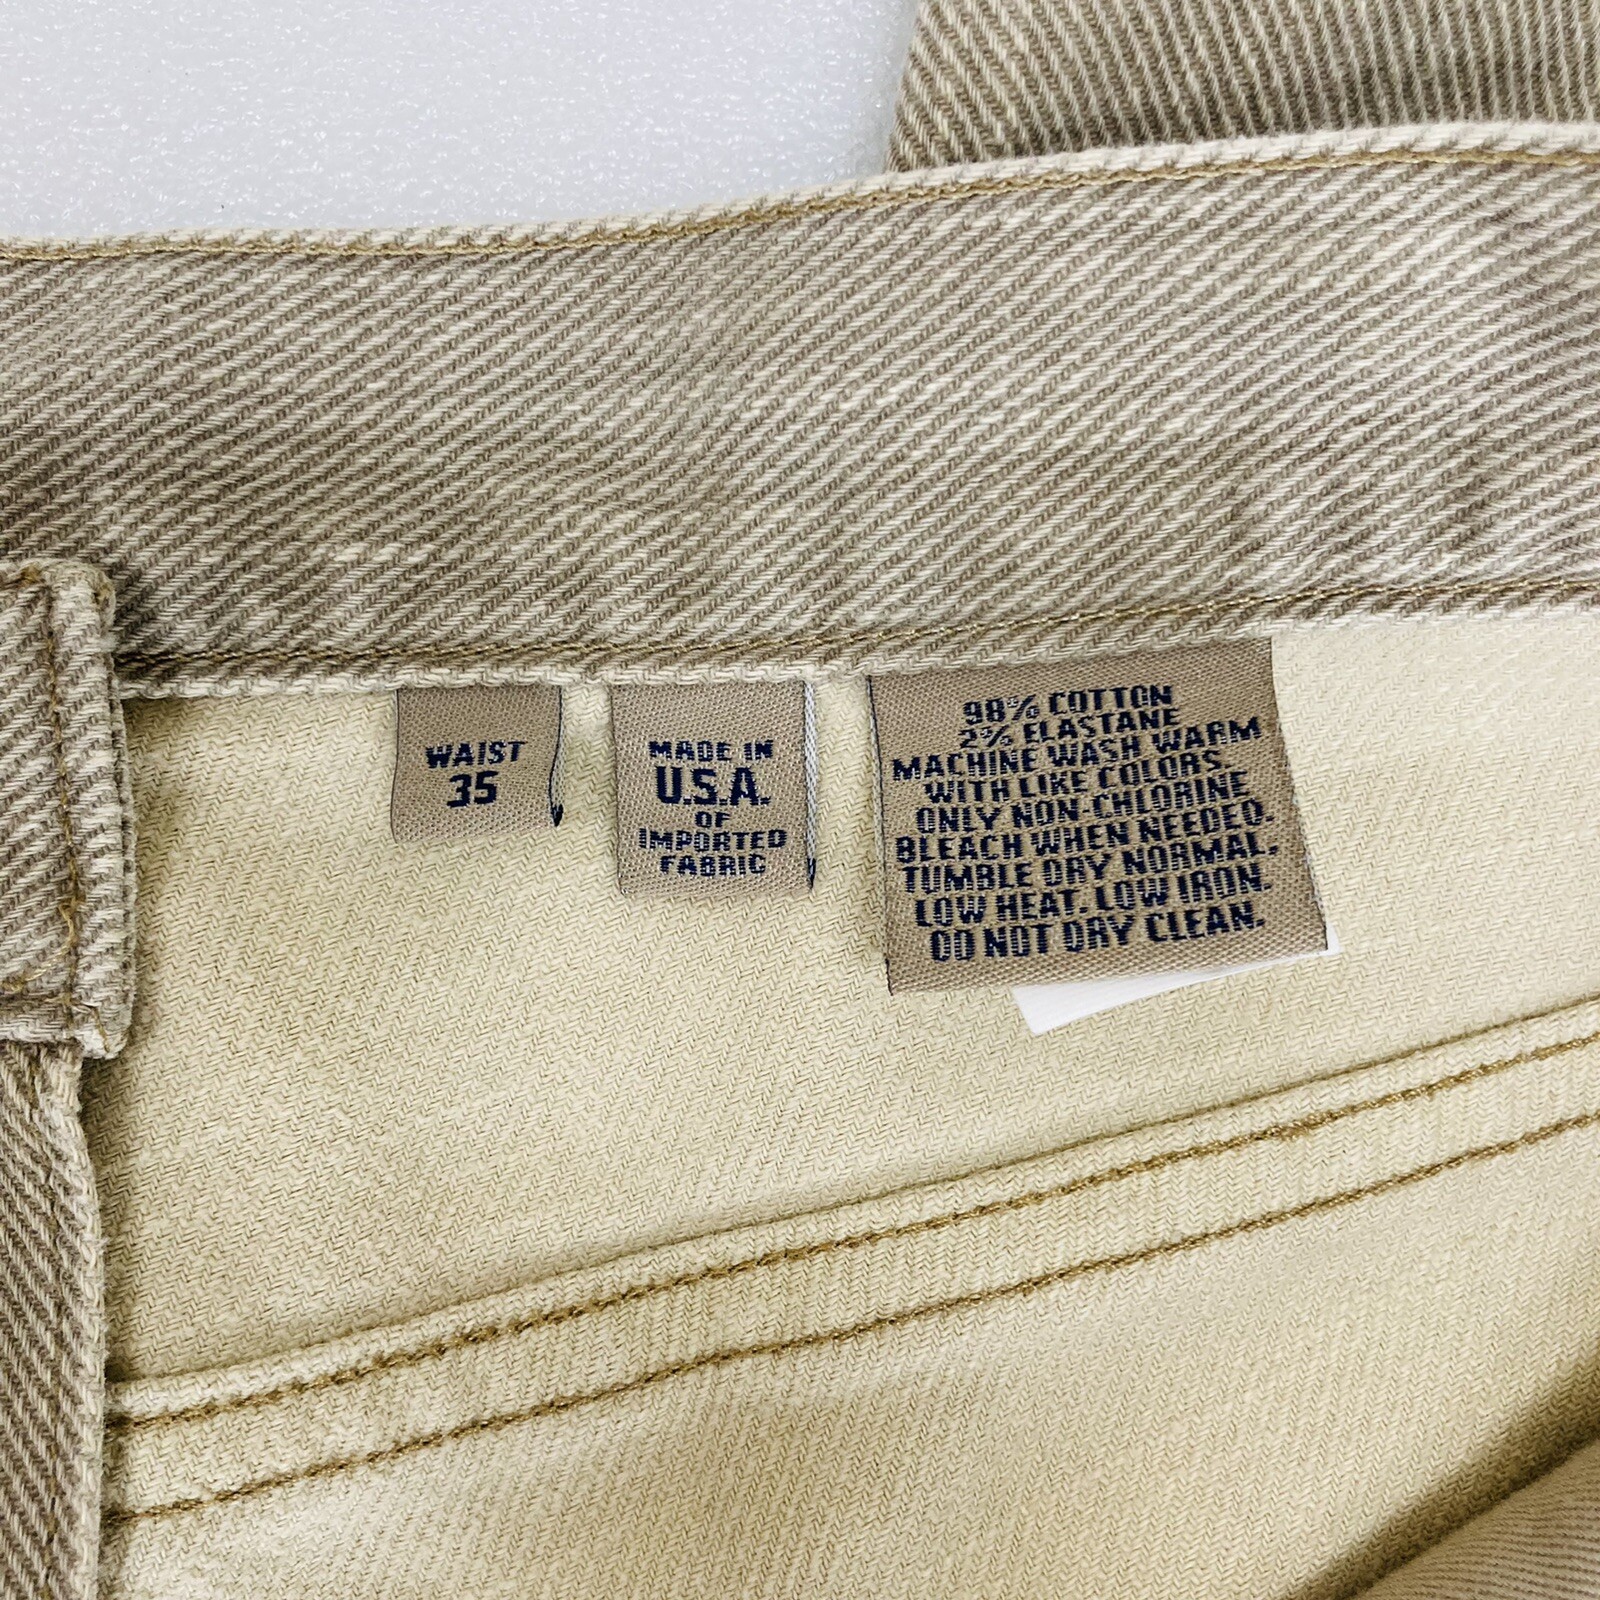 WAIST
35
MADE IN
U.S.A.
OF
IMPORTED
FABRIC
98% COTTON
2% ELASTANE
MACHINE WASH WARM
WITH LIKE COLORS.
ONLY NON-CHLORINE
BLEACH WHEN NEEDED.
TUMBLE DRY NORMAL,
LOW HEAT. LOW IRON.
DO NOT DRY CLEAN.